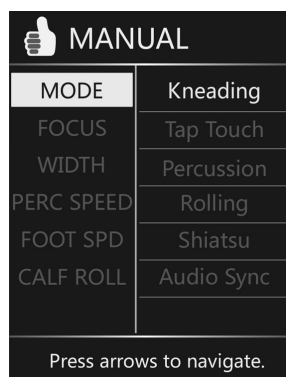 MANUAL
MODE Kneading
FOCUS Tap Touch
WIDTH Percussion
PERC SPEED Rolling
FOOT SPD Shiatsu
CALF ROLL Audio Sync
Press arrows to navigate.